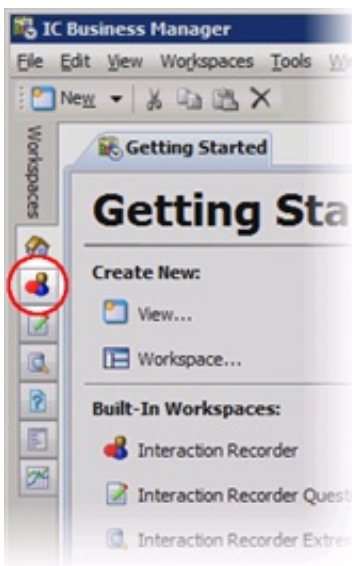 IC Business Manager
File Edit View Workspaces Tools
New
Workspaces
Getting Started
Getting Sta
Create New:
View...
Workspace...
Built-In Workspaces:
Interaction Recorder
Interaction Recorder Quest
Interaction Recorder Extre